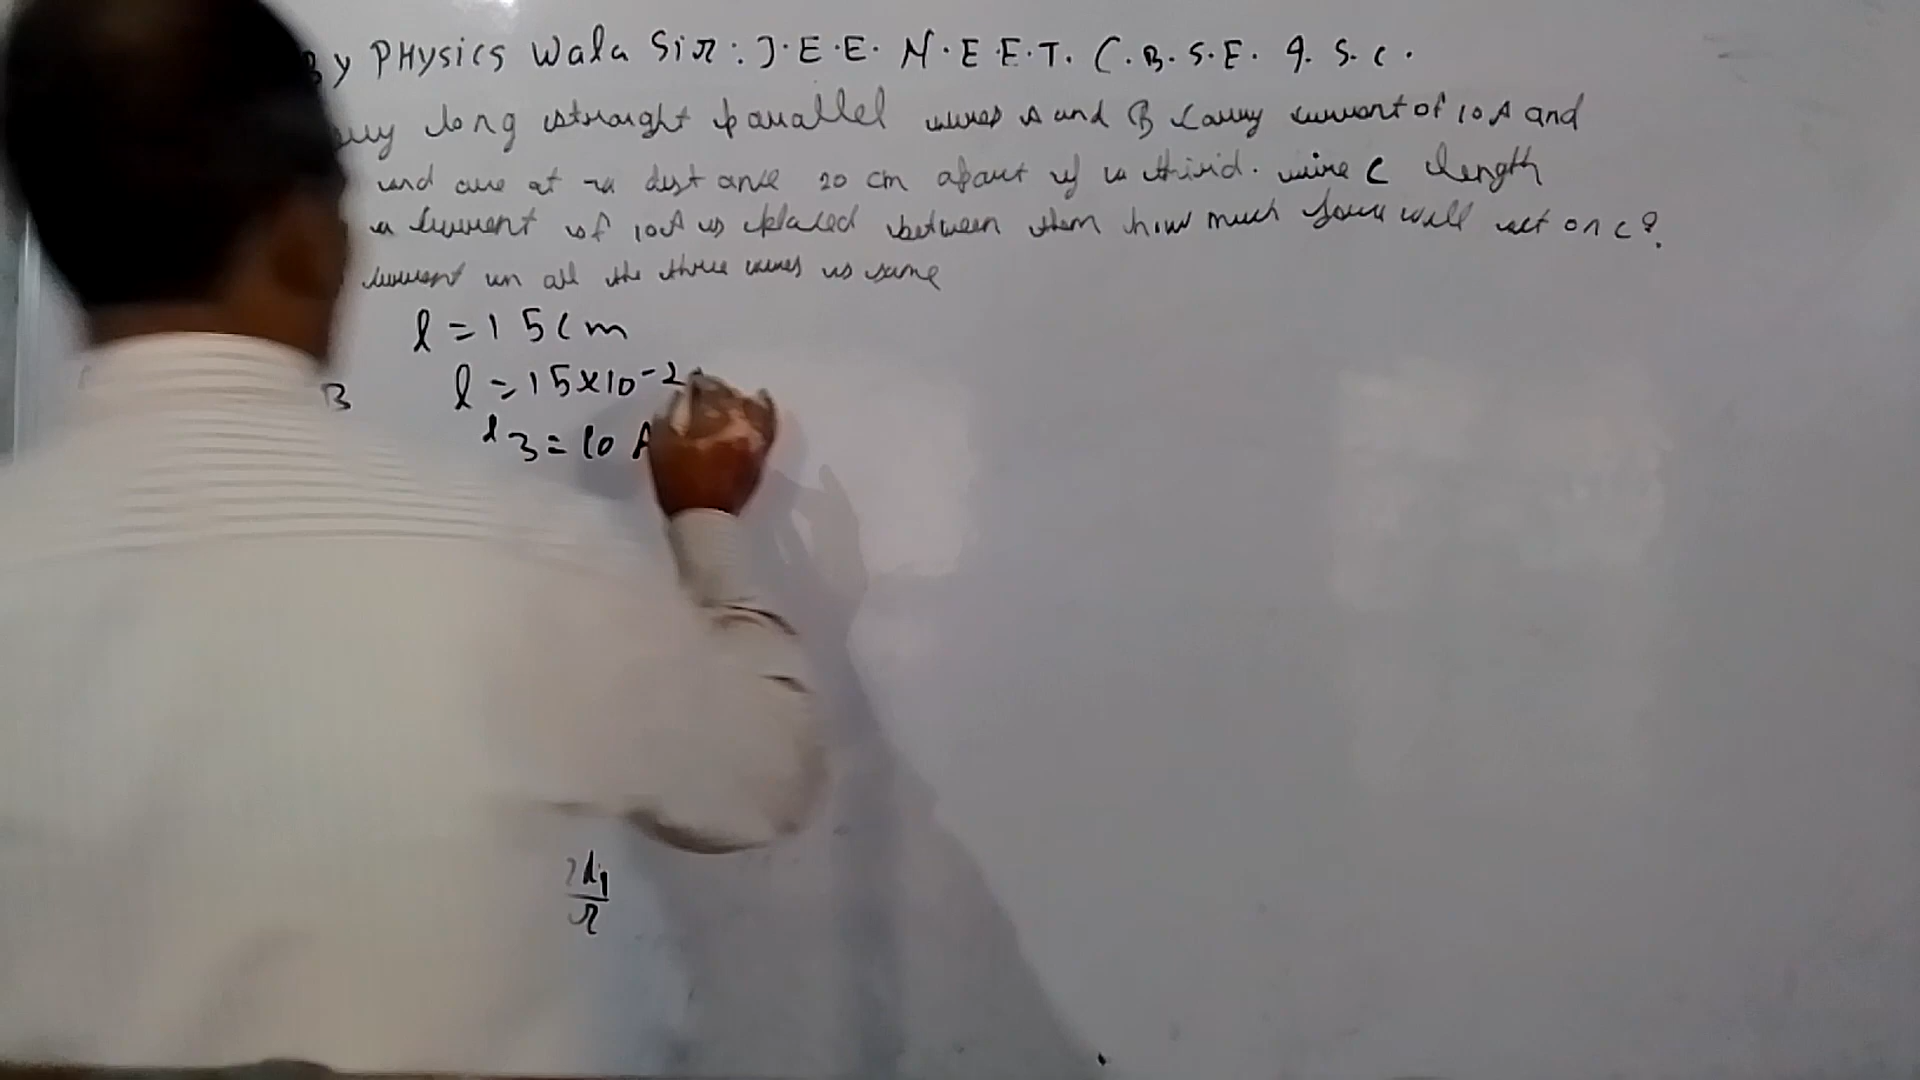 By PHysics Wala Sir : J.E.E. N.E.E.T. C.B.S.E. I.S.C.
long straight parallel wires A and B carry current of 10A and
and are at a distance 20 cm apart if a third. wire C length
a current of 10A is placed between them how much force will act on C?
current in all the three wires is same
l = 15 cm
B l = 15×10-2
i3 = 10 A
2i1
r